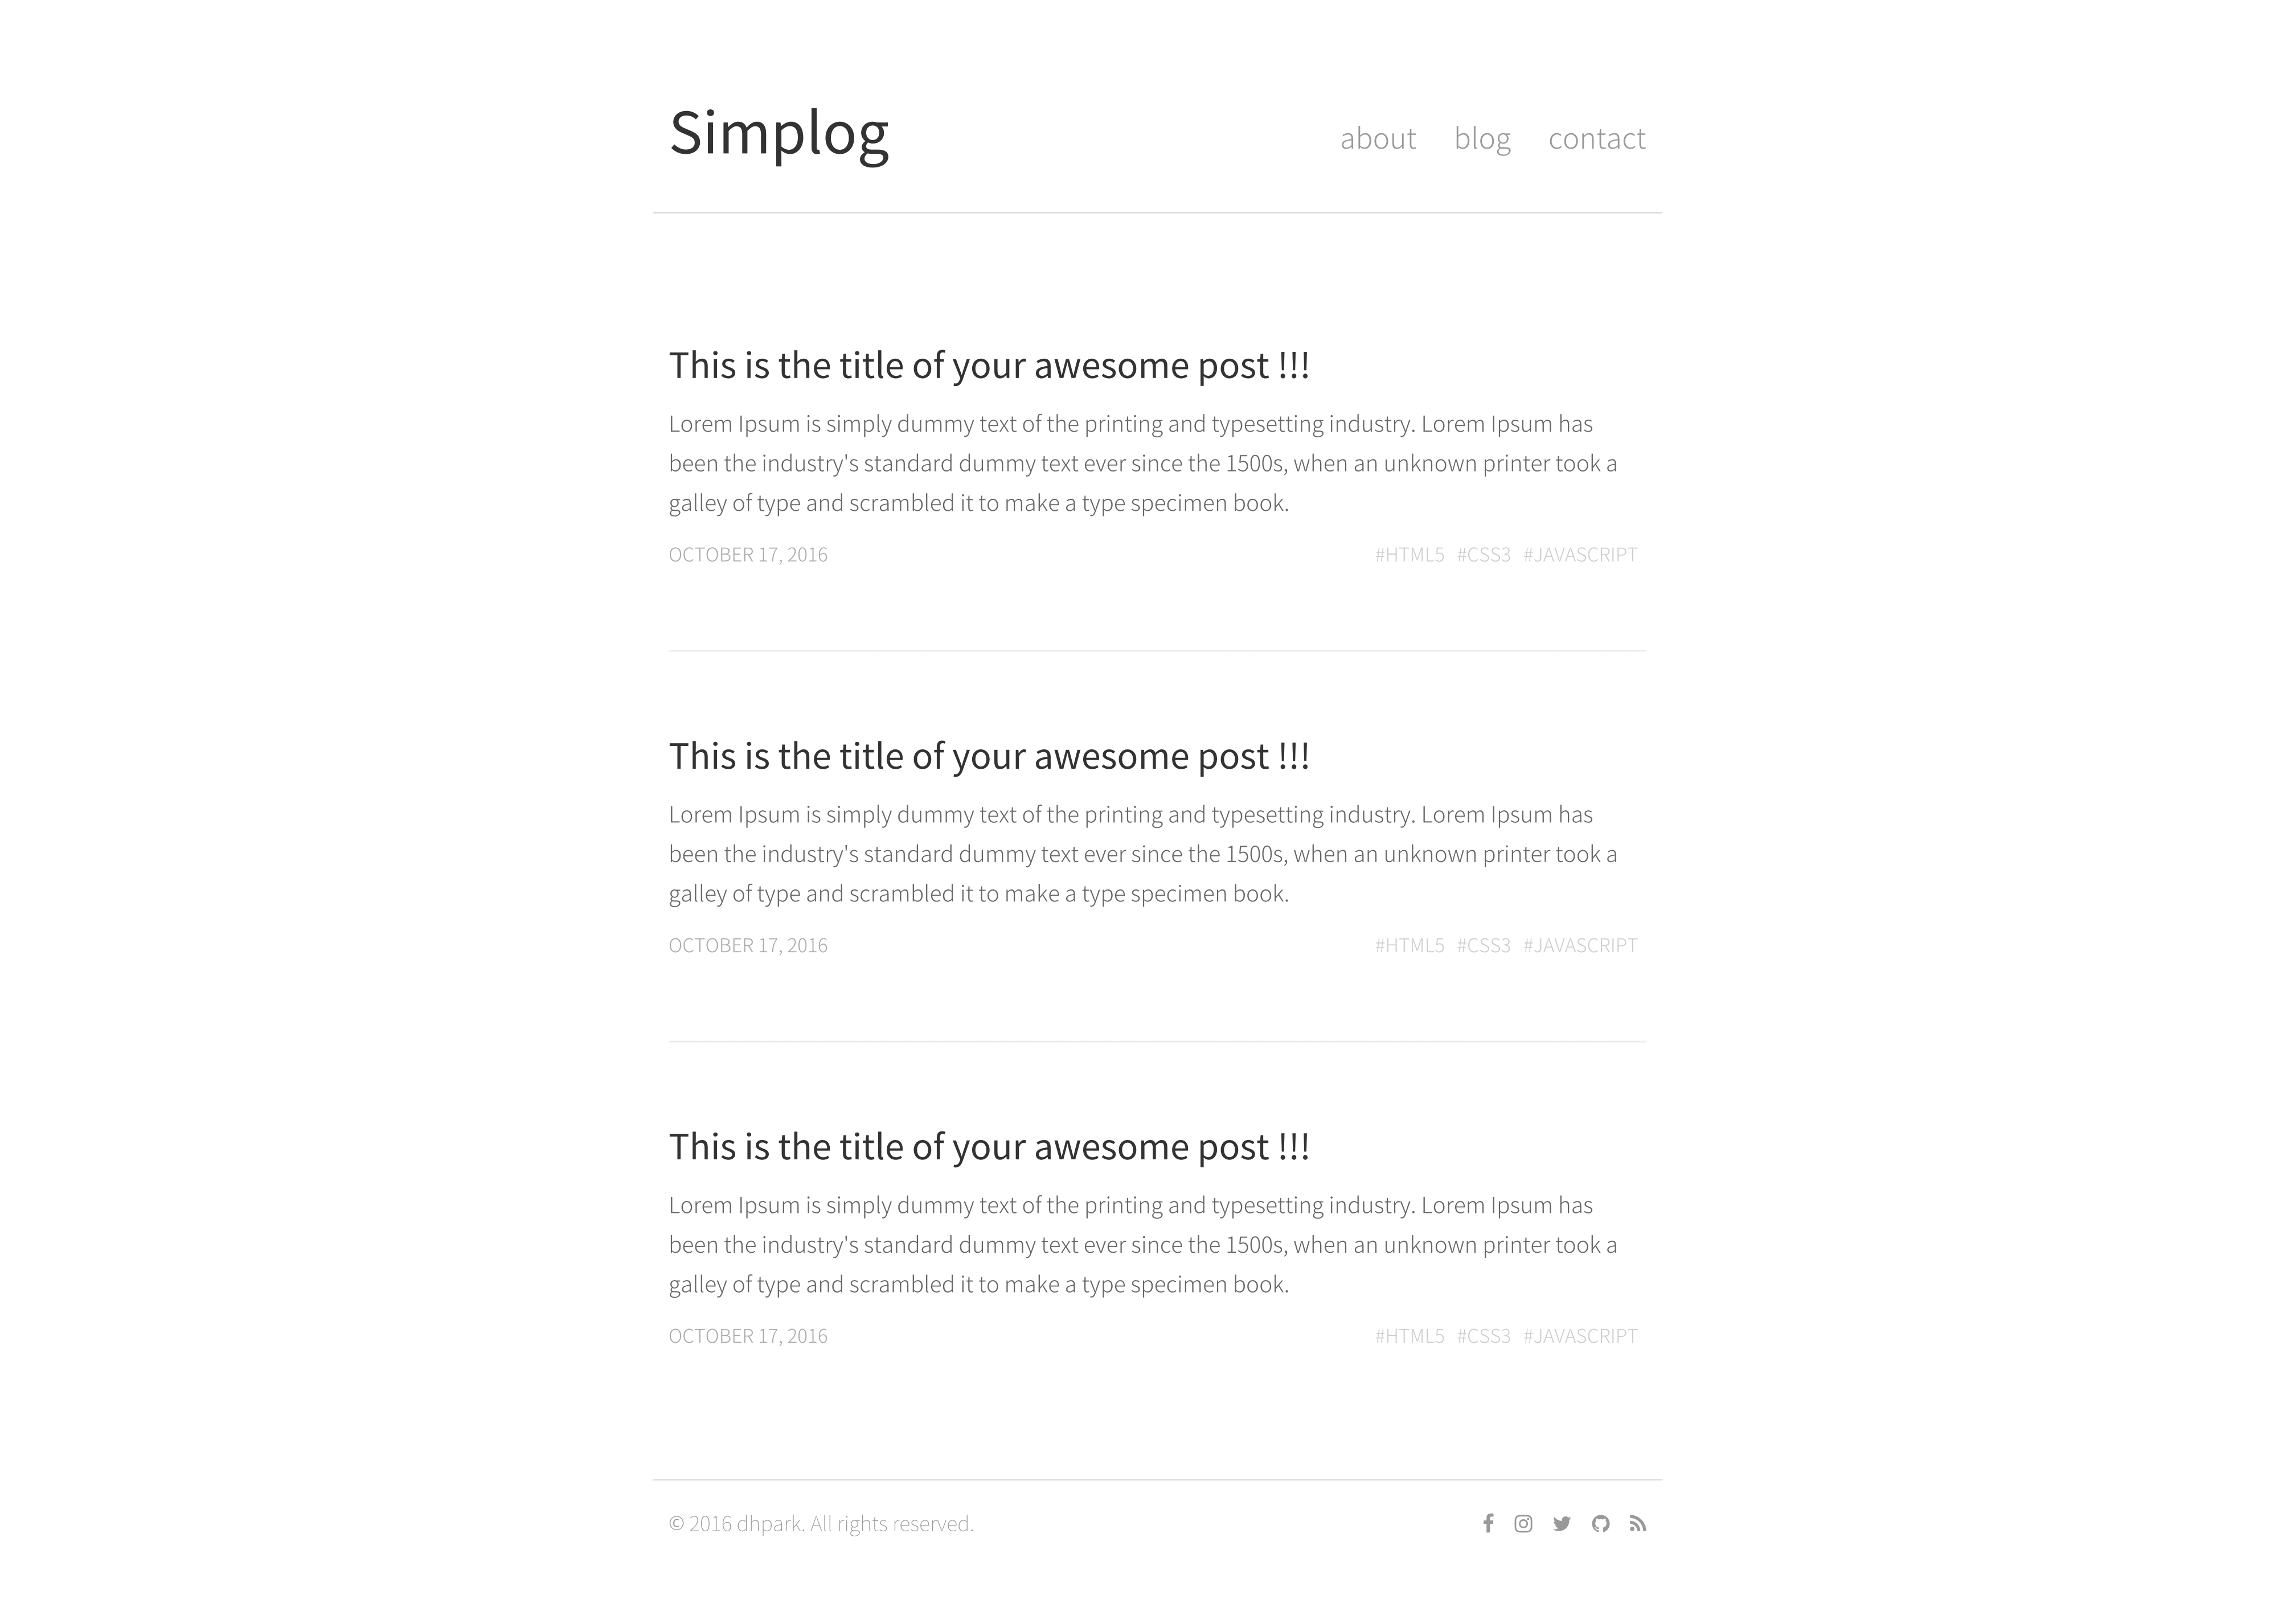 Simplog
about blog contact
This is the title of your awesome post !!!
Lorem Ipsum is simply dummy text of the printing and typesetting industry. Lorem Ipsum has
been the industry's standard dummy text ever since the 1500s, when an unknown printer took a
galley of type and scrambled it to make a type specimen book.
OCTOBER 17, 2016 #HTML5 #CSS3 #JAVASCRIPT
This is the title of your awesome post !!!
Lorem Ipsum is simply dummy text of the printing and typesetting industry. Lorem Ipsum has
been the industry's standard dummy text ever since the 1500s, when an unknown printer took a
galley of type and scrambled it to make a type specimen book.
OCTOBER 17, 2016 #HTML5 #CSS3 #JAVASCRIPT
This is the title of your awesome post !!!
Lorem Ipsum is simply dummy text of the printing and typesetting industry. Lorem Ipsum has
been the industry's standard dummy text ever since the 1500s, when an unknown printer took a
galley of type and scrambled it to make a type specimen book.
OCTOBER 17, 2016 #HTML5 #CSS3 #JAVASCRIPT
© 2016 dhpark. All rights reserved.